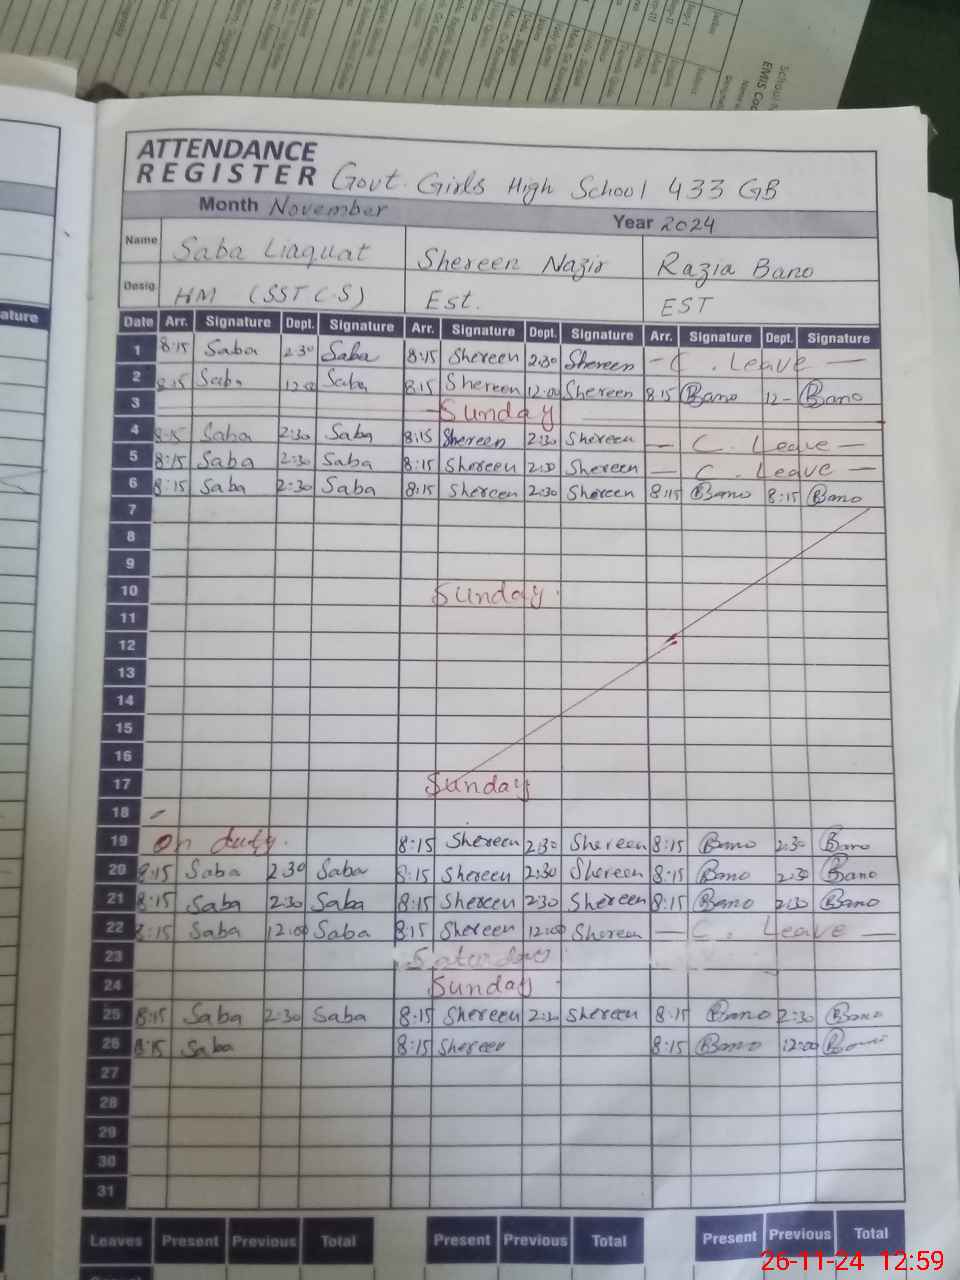 ATTENDANCE
REGISTER Govt. Girls High School 433 GB
Month November Year 2024
Name Saba Liaquat Shereen Nazir Razia Bano
Desig HM (SST C.S) Est. EST
ature
Date Arr. Signature Dept. Signature Arr. Signature Dept. Signature Arr. Signature Dept. Signature
1 8:15 Saba 2:30 Saba 8:15 Shereen 2:30 Shereen - C. Leave -
2 8:15 Saba 12:00 Saba 8:15 Shereen 12:00 Shereen 8:15 Bano 12- Bano
3 Sunday
4 8:15 Saba 2:30 Saba 8:15 Shereen 2:30 Shereen - C. Leave -
5 8:15 Saba 2:30 Saba 8:15 Shereen 2:30 Shereen - C. Leave -
6 8:15 Saba 2:30 Saba 8:15 Shereen 2:30 Shereen 8:15 Bano 8:15 Bano
7
8
9
10 Sunday
11
12
13
14
15
16
17 Sunday
18
19 On duty. 8:15 Shereen 2:30 Shereen 8:15 Bano 2:30 Bano
20 8:15 Saba 2:30 Saba 8:15 Shereen 2:30 Shereen 8:15 Bano 2:30 Bano
21 8:15 Saba 2:30 Saba 8:15 Shereen 2:30 Shereen 8:15 Bano 2:30 Bano
22 8:15 Saba 12:00 Saba 8:15 Shereen 12:00 Shereen - C. Leave -
23 Saturday
24 Sunday
25 8:15 Saba 2:30 Saba 8:15 Shereen 2:30 Shereen 8:15 Bano 2:30 Bano
26 8:15 Saba 8:15 Shereen 8:15 Bano 12:00 Bano
27
28
29
30
31
Leaves Present Previous Total Present Previous Total Present Previous Total
26-11-24 12:59